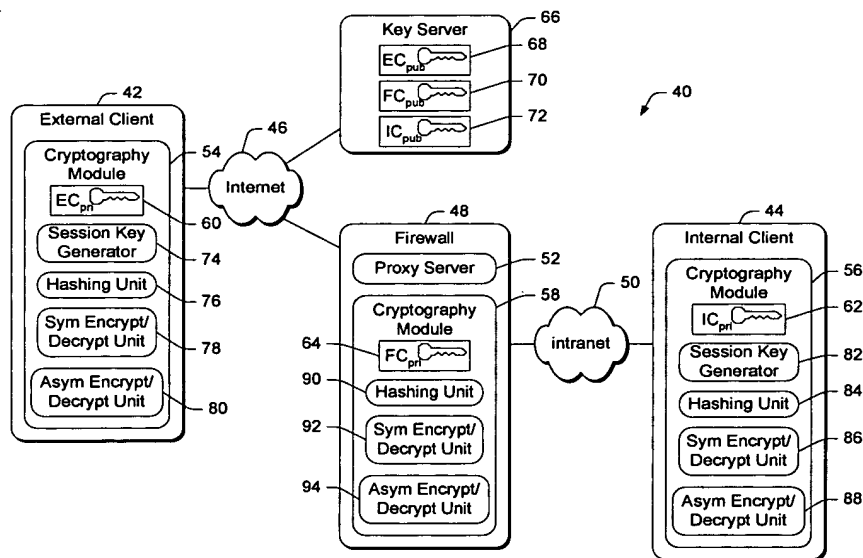 66
Key Server
68
EC pub
70
FC pub
72
IC pub
40
42
External Client
54
Cryptography
Module
EC pri
60
Session Key
Generator
74
Hashing Unit
76
Sym Encrypt/
Decrypt Unit
78
Asym Encrypt/
Decrypt Unit
80
46
Internet
48
Firewall
Proxy Server
52
58
Cryptography
Module
64
FC pri
90
Hashing Unit
92
Sym Encrypt/
Decrypt Unit
94
Asym Encrypt/
Decrypt Unit
50
intranet
44
Internal Client
56
Cryptography
Module
62
IC pri
Session Key
Generator
82
Hashing Unit
84
Sym Encrypt/
Decrypt Unit
86
Asym Encrypt/
Decrypt Unit
88